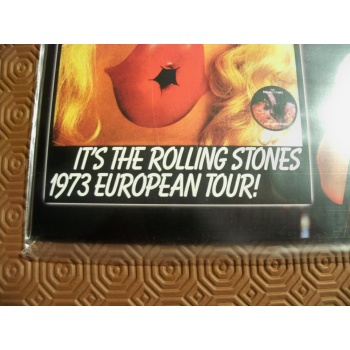 IT'S THE ROLLING STONES
1973 EUROPEAN TOUR!